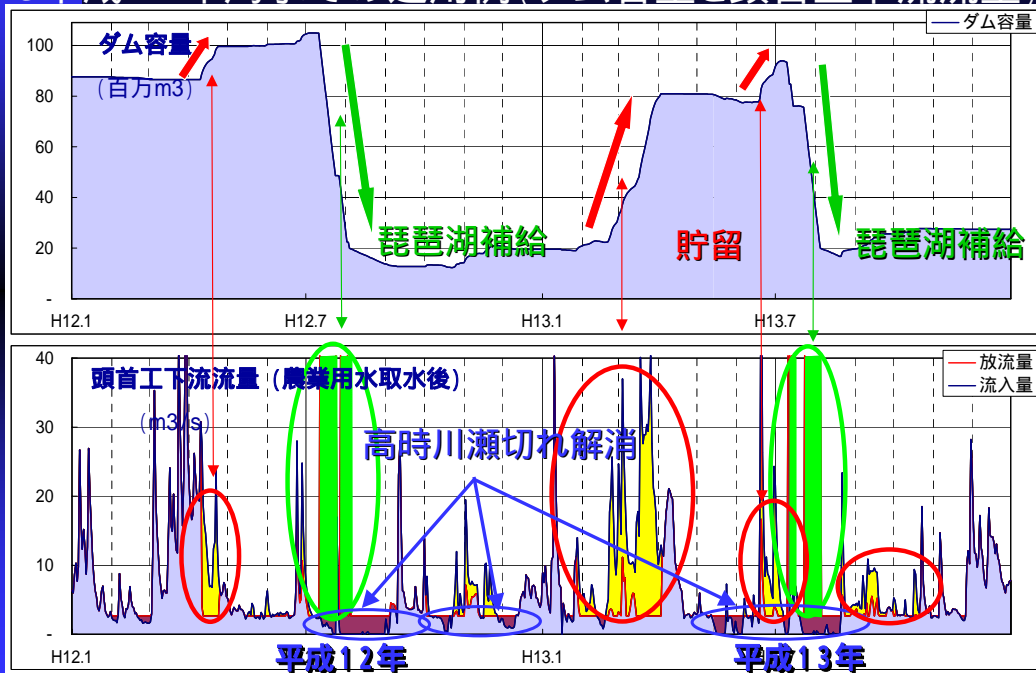 ダム容量
ダム容量
(百万m3)
100
80
60
40
20
-
琵琶湖補給
貯留
琵琶湖補給
H12.1
H12.7
H13.1
H13.7
放流量
流入量
頭首工下流流量 (農業用水取水後)
(m3/s)
40
30
20
10
-
高時川瀬切れ解消
H12.1
H13.1
平成12年
平成13年